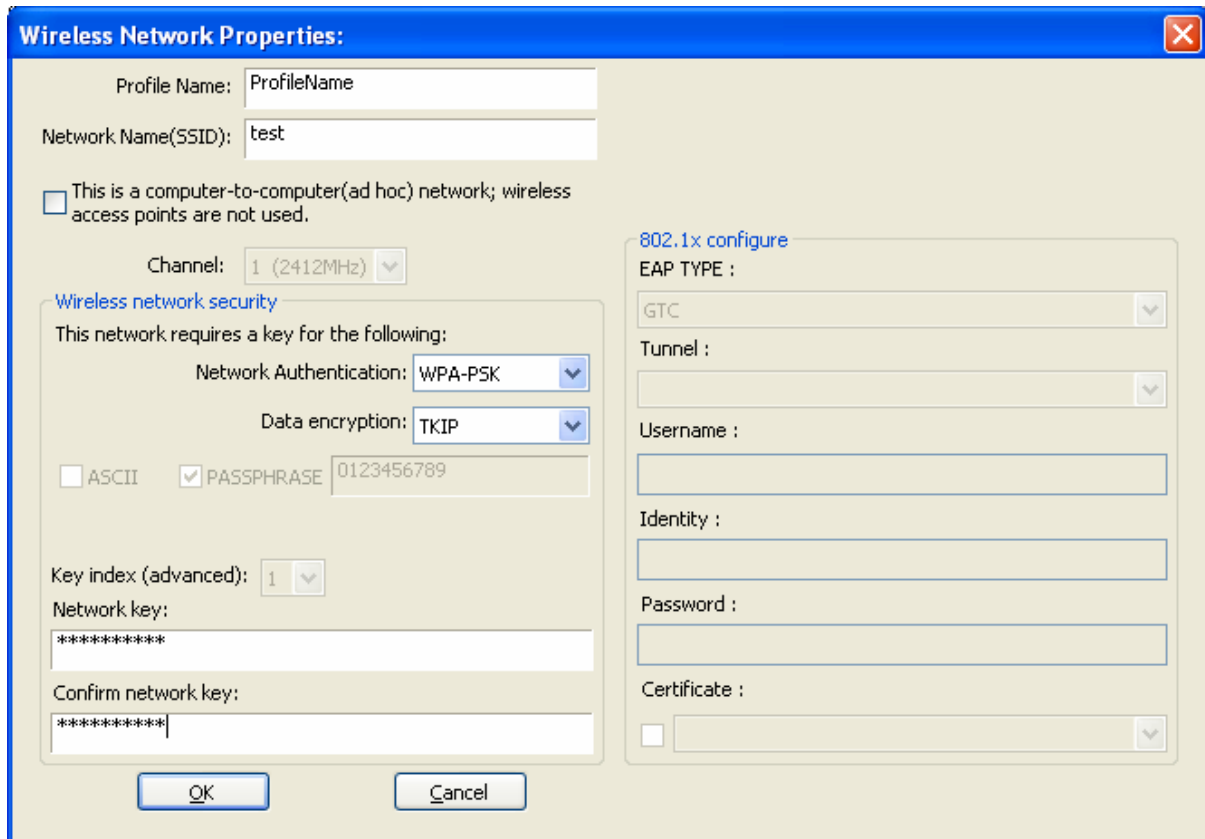 Wireless Network Properties:
Profile Name: ProfileName
Network Name(SSID): test
This is a computer-to-computer(ad hoc) network; wireless
access points are not used.
Channel: 1 (2412MHz)
Wireless network security
This network requires a key for the following:
Network Authentication: WPA-PSK
Data encryption: TKIP
ASCII PASSPHRASE 0123456789
Key index (advanced): 1
Network key:
**********
Confirm network key:
**********
OK Cancel
802.1x configure
EAP TYPE :
GTC
Tunnel :
Username :
Identity :
Password :
Certificate :